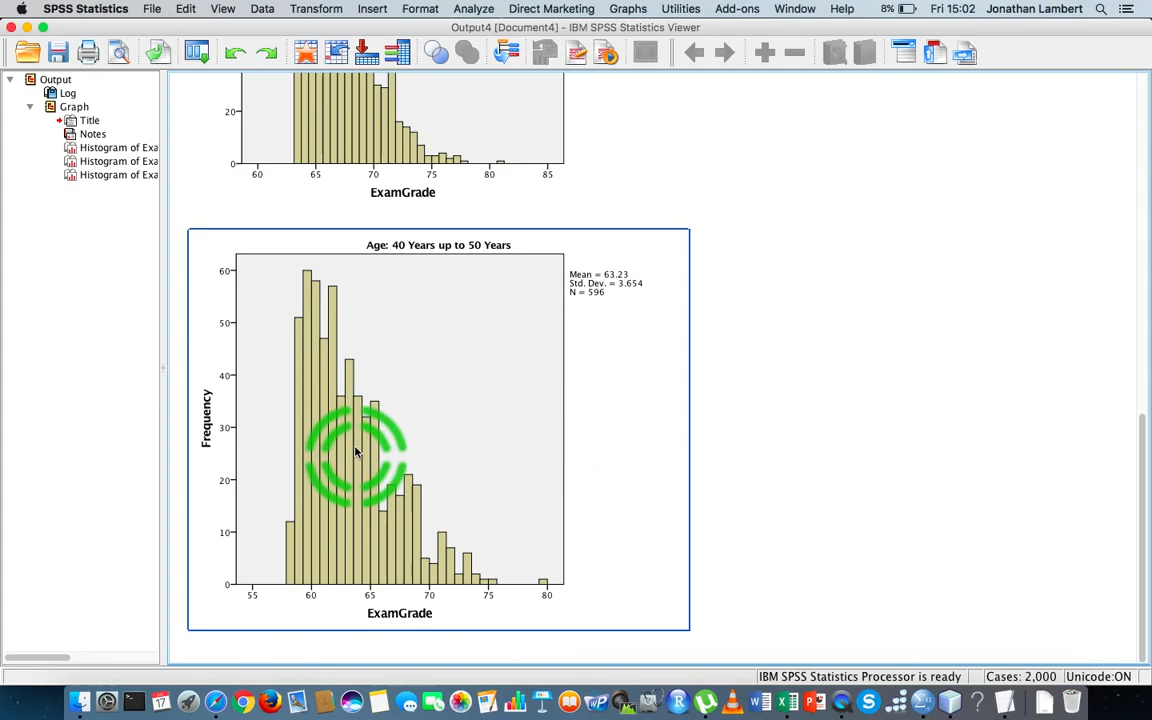 SPSS Statistics File Edit View Data Transform Insert Format Analyze Direct Marketing Graphs Utilities Add-ons Window Help 8% Fri 15:02 Jonathan Lambert
Output4 [Document4] - IBM SPSS Statistics Viewer
Output
Log
Graph
Title
Notes
Histogram of Exa
Histogram of Exa
Histogram of Exa
20
0
60 65 70 75 80 85
ExamGrade
Age: 40 Years up to 50 Years
Mean = 63.23
Std. Dev. = 3.654
N = 596
60
50
40
30
20
10
0
Frequency
55 60 65 70 75 80
ExamGrade
IBM SPSS Statistics Processor is ready Cases: 2,000 Unicode:ON